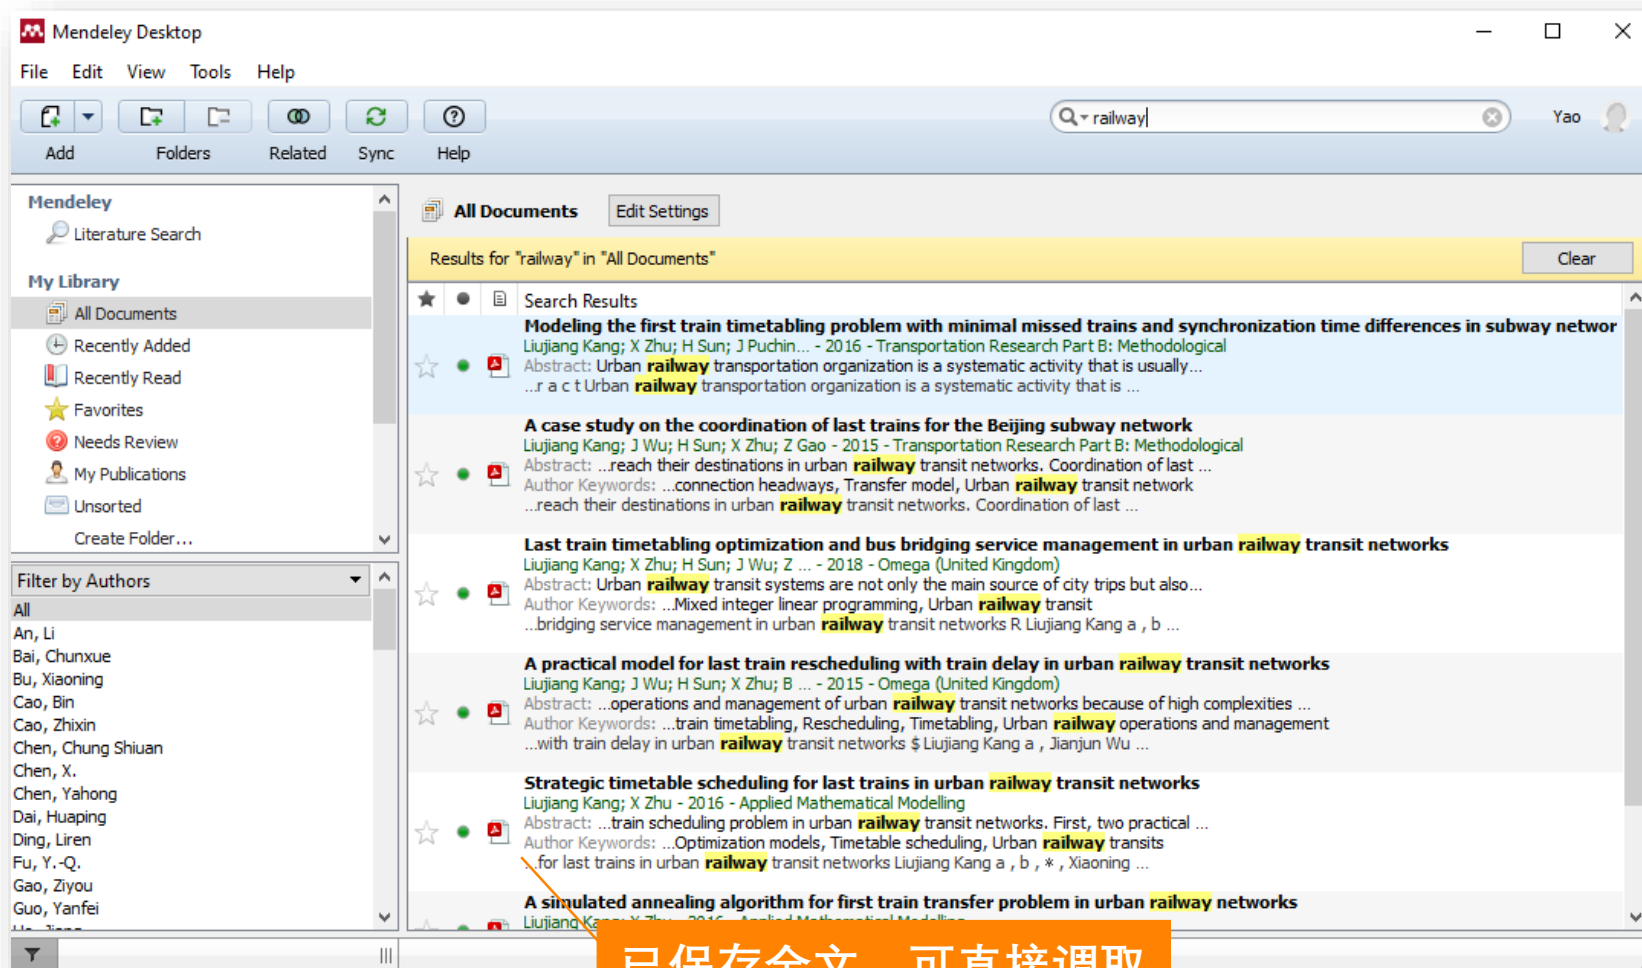 Mendeley Desktop
File Edit View Tools Help
railway
Yao
Add Folders Related Sync Help
Mendeley
Literature Search
My Library
All Documents
Recently Added
Recently Read
Favorites
Needs Review
My Publications
Unsorted
Create Folder...
Filter by Authors
All
An, Li
Bai, Chunxue
Bu, Xiaoning
Cao, Bin
Cao, Zhixin
Chen, Chung Shiuan
Chen, X.
Chen, Yahong
Dai, Huaping
Ding, Liren
Fu, Y.-Q.
Gao, Ziyou
Guo, Yanfei
All Documents Edit Settings
Results for "railway" in "All Documents" Clear
Search Results
Modeling the first train timetabling problem with minimal missed trains and synchronization time differences in subway networ
Liujiang Kang; X Zhu; H Sun; J Puchin... - 2016 - Transportation Research Part B: Methodological
Abstract: Urban railway transportation organization is a systematic activity that is usually...
...r a c t Urban railway transportation organization is a systematic activity that is ...
A case study on the coordination of last trains for the Beijing subway network
Liujiang Kang; J Wu; H Sun; X Zhu; Z Gao - 2015 - Transportation Research Part B: Methodological
Abstract: ...reach their destinations in urban railway transit networks. Coordination of last ...
Author Keywords: ...connection headways, Transfer model, Urban railway transit network
...reach their destinations in urban railway transit networks. Coordination of last ...
Last train timetabling optimization and bus bridging service management in urban railway transit networks
Liujiang Kang; X Zhu; H Sun; J Wu; Z ... - 2018 - Omega (United Kingdom)
Abstract: Urban railway transit systems are not only the main source of city trips but also...
Author Keywords: ...Mixed integer linear programming, Urban railway transit
...bridging service management in urban railway transit networks R Liujiang Kang a , b ...
A practical model for last train rescheduling with train delay in urban railway transit networks
Liujiang Kang; J Wu; H Sun; X Zhu; B ... - 2015 - Omega (United Kingdom)
Abstract: ...operations and management of urban railway transit networks because of high complexities ...
Author Keywords: ...train timetabling, Rescheduling, Timetabling, Urban railway operations and management
...with train delay in urban railway transit networks $ Liujiang Kang a , Jianjun Wu ...
Strategic timetable scheduling for last trains in urban railway transit networks
Liujiang Kang; X Zhu - 2016 - Applied Mathematical Modelling
Abstract: ...train scheduling problem in urban railway transit networks. First, two practical ...
Author Keywords: ...Optimization models, Timetable scheduling, Urban railway transits
...for last trains in urban railway transit networks Liujiang Kang a , b , * , Xiaoning ...
A simulated annealing algorithm for first train transfer problem in urban railway networks
Liujiang Kang; X Zhu - 2016 - Applied Mathematical Modelling
已保存全文，可直接调取